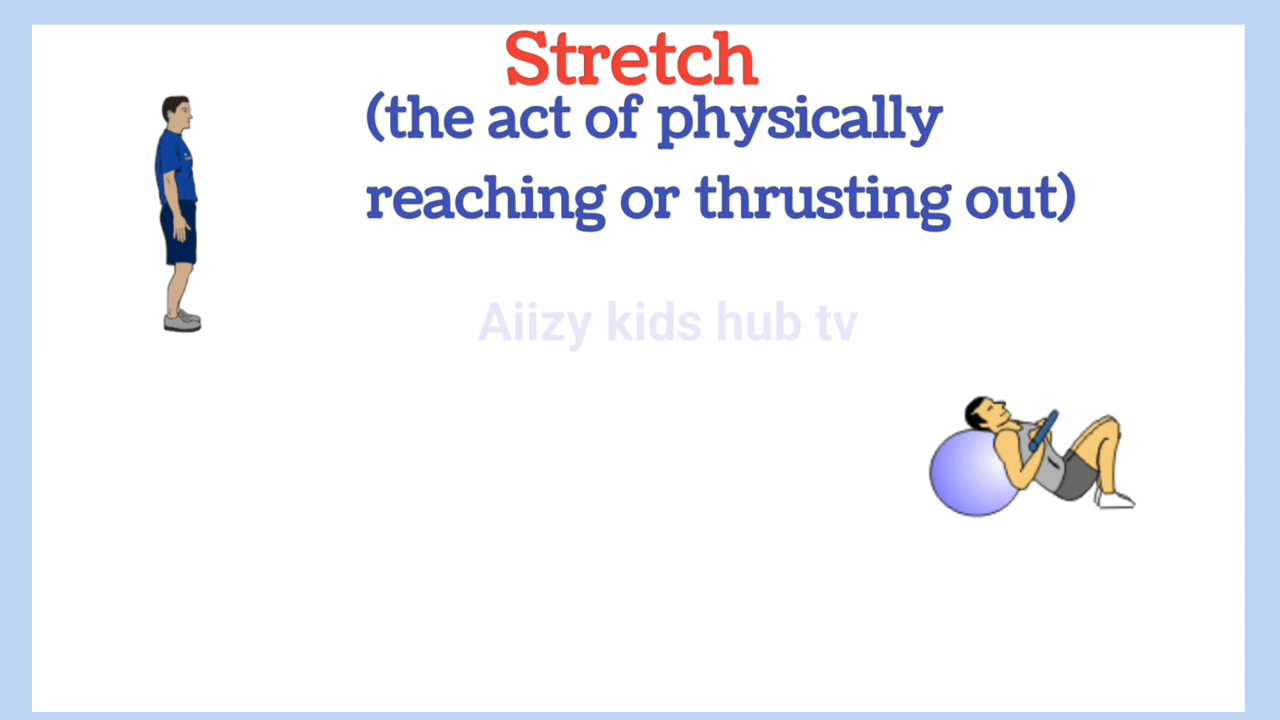 Stretch
(the act of physically
reaching or thrusting out)
Aiizy kids hub tv